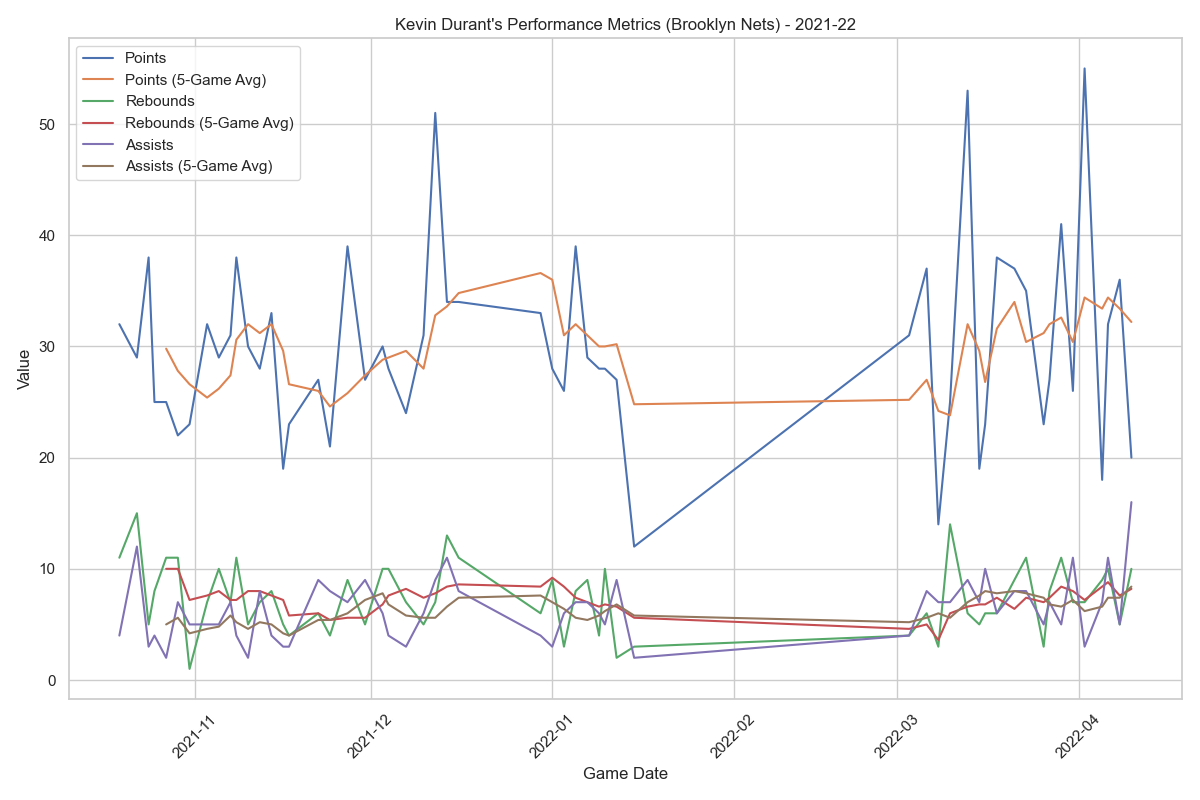 Kevin Durant's Performance Metrics (Brooklyn Nets) - 2021-22
Points
Points (5-Game Avg)
Rebounds
Rebounds (5-Game Avg)
Assists
Assists (5-Game Avg)
Value
50
40
30
20
10
0
2021-11
2021-12
2022-01
2022-02
2022-03
2022-04
Game Date